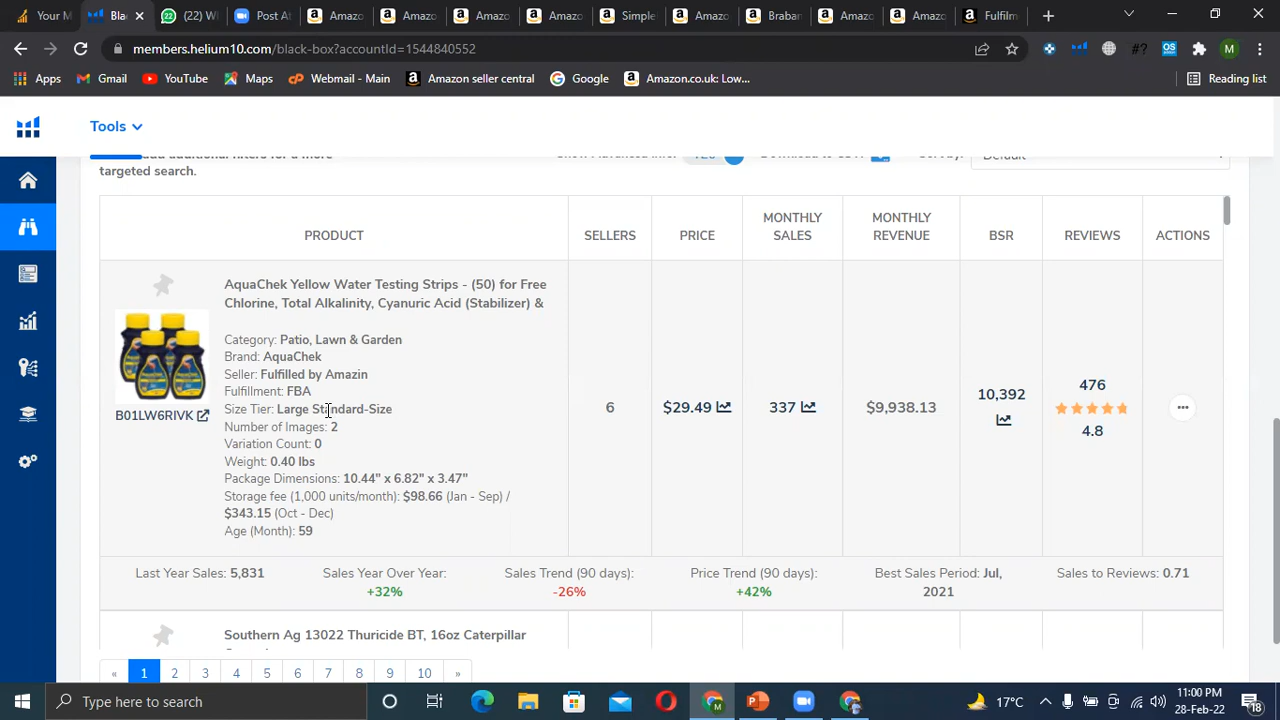 Your M
Blac
(22) W
Post A
Amazo
Amazo
Amazo
Amazo
Simple
Amazo
Braban
Amazo
Amazo
Fulfilm
members.helium10.com/black-box?accountId=1544840552
M
Apps
Gmail
YouTube
Maps
Webmail - Main
Amazon seller central
Google
Amazon.co.uk: Low...
Reading list
Tools
targeted search.
Default
PRODUCT
SELLERS
PRICE
MONTHLY
SALES
MONTHLY
REVENUE
BSR
REVIEWS
ACTIONS
AquaChek Yellow Water Testing Strips - (50) for Free
Chlorine, Total Alkalinity, Cyanuric Acid (Stabilizer) &
Category: Patio, Lawn & Garden
Brand: AquaChek
Seller: Fulfilled by Amazin
Fulfillment: FBA
Size Tier: Large Standard-Size
Number of Images: 2
Variation Count: 0
Weight: 0.40 lbs
Package Dimensions: 10.44" x 6.82" x 3.47"
Storage fee (1,000 units/month): $98.66 (Jan - Sep) /
$343.15 (Oct - Dec)
Age (Month): 59
B01LW6RIVK
6
$29.49
337
$9,938.13
10,392
476
4.8
Last Year Sales: 5,831
Sales Year Over Year:
+32%
Sales Trend (90 days):
-26%
Price Trend (90 days):
+42%
Best Sales Period: Jul,
2021
Sales to Reviews: 0.71
Southern Ag 13022 Thuricide BT, 16oz Caterpillar
« 1 2 3 4 5 6 7 8 9 10 »
Type here to search
17°C
11:00 PM
28-Feb-22
18